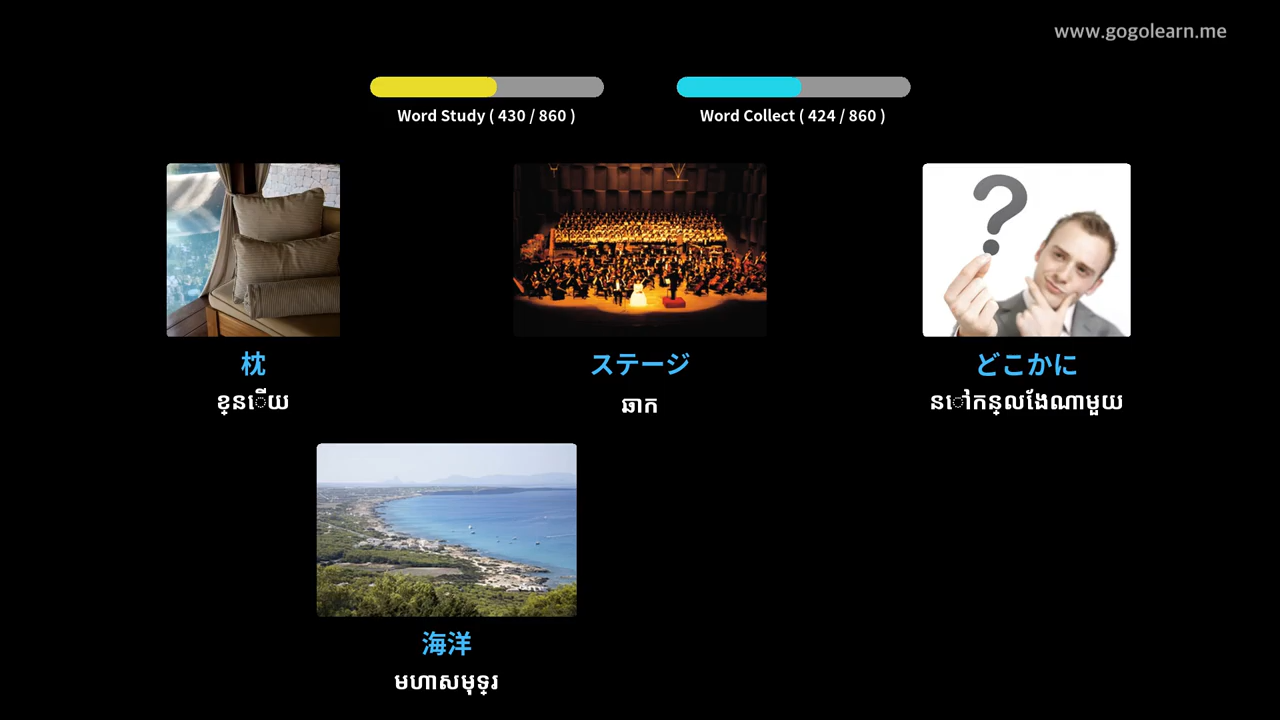 www.gogolearn.me
Word Study ( 430 / 860 )
Word Collect ( 424 / 860 )
枕
ខ្នើយ
ステージ
ឆាក
どこかに
នៅកន្លែងណាមួយ
海洋
មហាសមុទ្រ